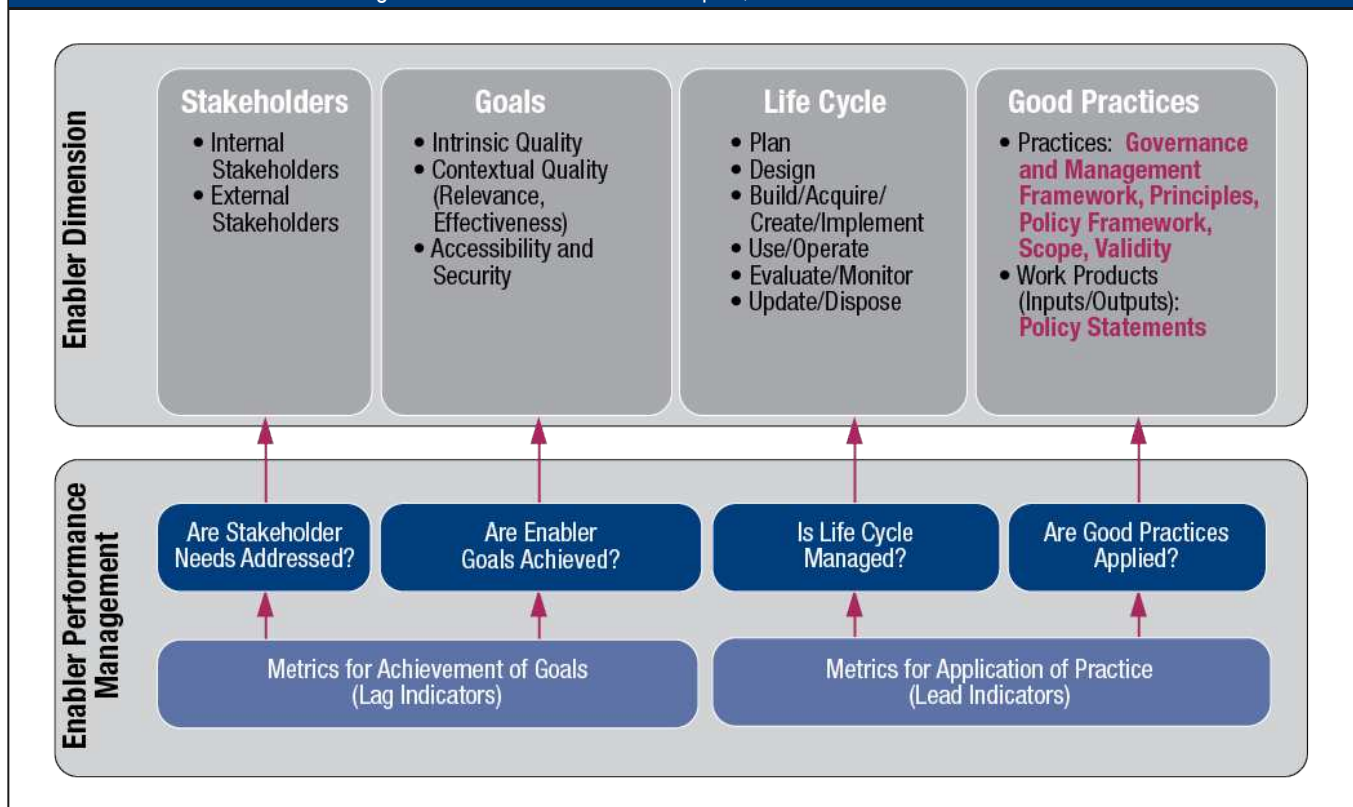 Enabler Dimension
Stakeholders
• Internal
Stakeholders
• External
Stakeholders
Goals
• Intrinsic Quality
• Contextual Quality
(Relevance,
Effectiveness)
• Accessibility and
Security
Life Cycle
• Plan
• Design
• Build/Acquire/
Create/Implement
• Use/Operate
• Evaluate/Monitor
• Update/Dispose
Good Practices
• Practices: Governance
and Management
Framework, Principles,
Policy Framework,
Scope, Validity
• Work Products
(Inputs/Outputs):
Policy Statements
Enabler Performance
Management
Are Stakeholder
Needs Addressed?
Are Enabler
Goals Achieved?
Is Life Cycle
Managed?
Are Good Practices
Applied?
Metrics for Achievement of Goals
(Lag Indicators)
Metrics for Application of Practice
(Lead Indicators)